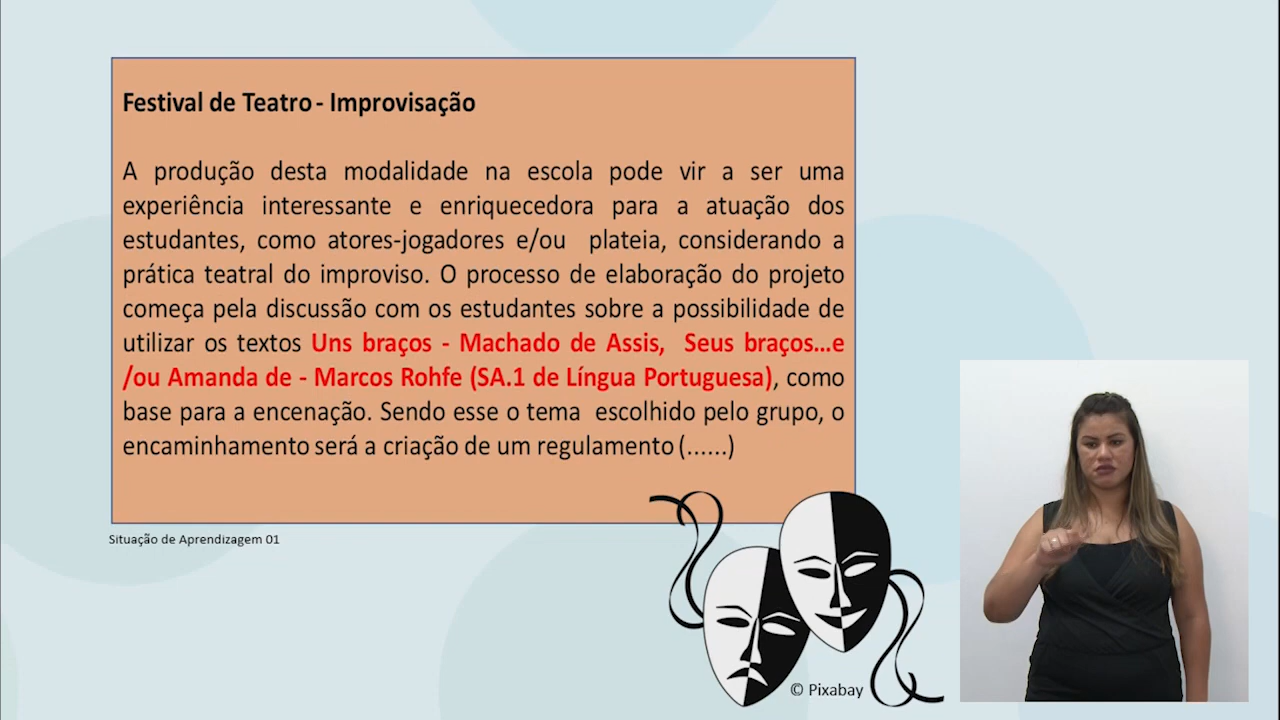 Festival de Teatro - Improvisação
A produção desta modalidade na escola pode vir a ser uma
experiência interessante e enriquecedora para a atuação dos
estudantes, como atores-jogadores e/ou plateia, considerando a
prática teatral do improviso. O processo de elaboração do projeto
começa pela discussão com os estudantes sobre a possibilidade de
utilizar os textos Uns braços - Machado de Assis, Seus braços...e
/ou Amanda de - Marcos Rohfe (SA.1 de Língua Portuguesa), como
base para a encenação. Sendo esse o tema escolhido pelo grupo, o
encaminhamento será a criação de um regulamento (......)
Situação de Aprendizagem 01
© Pixabay